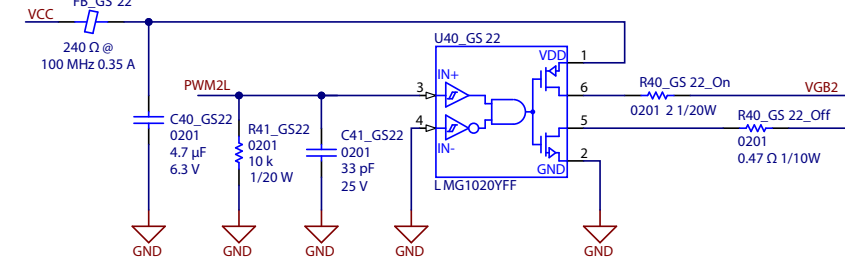 FB_GS 22
VCC
240 Ω @
100 MHz 0.35 A
U40_GS 22
VDD
1
IN+
PWM2L
3
6
R40_GS 22_On
VGB2
0201 2 1/20W
C40_GS22
0201
4.7 µF
6.3 V
R41_GS22
0201
10 k
1/20 W
C41_GS22
0201
33 pF
25 V
4
IN-
5
R40_GS 22_Off
0201
0.47 Ω 1/10W
2
GND
LMG1020YFF
GND
GND
GND
GND
GND